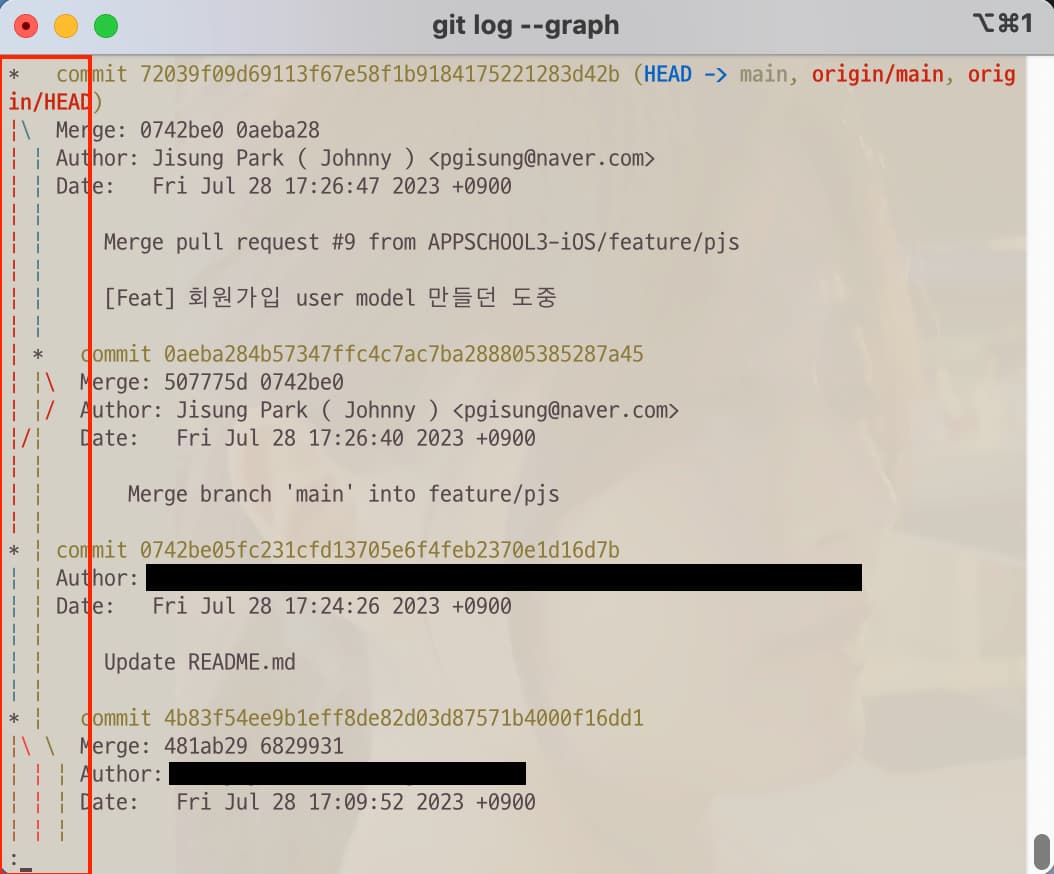 git log --graph
⌥⌘1
*   commit 72039f09d69113f67e58f1b9184175221283d42b (HEAD -> main, origin/main, orig
in/HEAD)
|\  Merge: 0742be0 0aeba28
| | Author: Jisung Park ( Johnny ) <pgisung@naver.com>
| | Date:   Fri Jul 28 17:26:47 2023 +0900
| |
| |     Merge pull request #9 from APPSCHOOL3-iOS/feature/pjs
| |
| |     [Feat] 회원가입 user model 만들던 도중
| |
| *   commit 0aeba284b57347ffc4c7ac7ba288805385287a45
| |\  Merge: 507775d 0742be0
| |/  Author: Jisung Park ( Johnny ) <pgisung@naver.com>
|/|   Date:   Fri Jul 28 17:26:40 2023 +0900
| |
| |       Merge branch 'main' into feature/pjs
| |
* | commit 0742be05fc231cfd13705e6f4feb2370e1d16d7b
| | Author:
| | Date:   Fri Jul 28 17:24:26 2023 +0900
| |
| |     Update README.md
| |
* |   commit 4b83f54ee9b1eff8de82d03d87571b4000f16dd1
|\ \  Merge: 481ab29 6829931
| | | Author:
| | | Date:   Fri Jul 28 17:09:52 2023 +0900
| | |
: